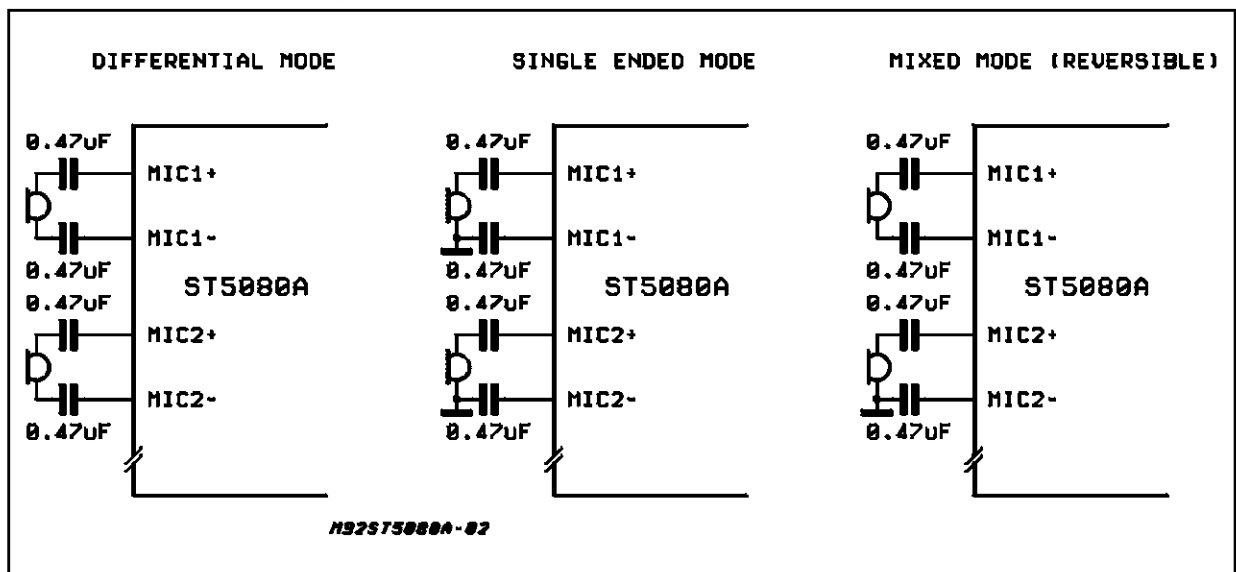 DIFFERENTIAL MODE
0.47uF
MIC1+
MIC1-
0.47uF
ST5080A
0.47uF
MIC2+
MIC2-
0.47uF
SINGLE ENDED MODE
0.47uF
MIC1+
MIC1-
0.47uF
ST5080A
0.47uF
MIC2+
MIC2-
0.47uF
MIXED MODE (REVERSIBLE)
0.47uF
MIC1+
MIC1-
0.47uF
ST5080A
0.47uF
MIC2+
MIC2-
0.47uF
M92ST5080A-02